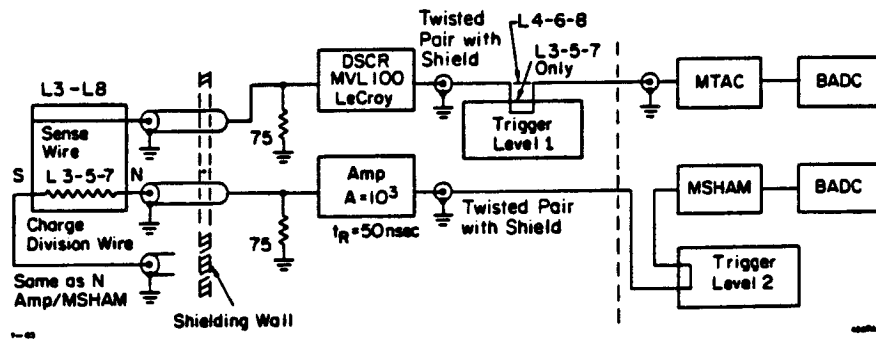 Twisted
Pair with
Shield
L4-6-8
L3-5-7
Only
DSCR
MVL100
LeCroy
L3-L8
MTAC
BADC
75
Trigger
Level 1
Sense
Wire
S
L3-5-7
N
Amp
A=10³
MSHAM
BADC
Charge
Division Wire
75
tR=50nsec
Twisted Pair
with Shield
Trigger
Level 2
Same as N
Amp/MSHAM
Shielding Wall